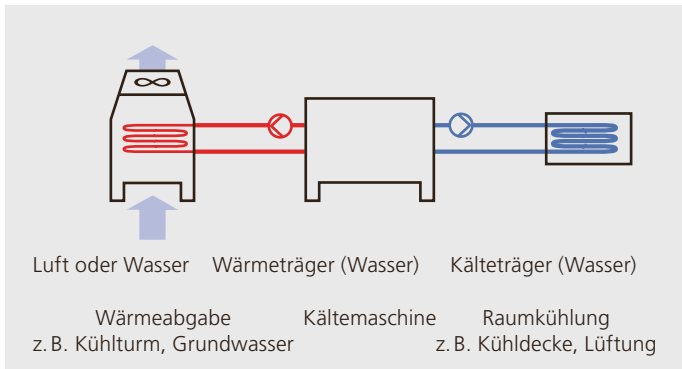 Luft oder Wasser Wärmeträger (Wasser) Kälteträger (Wasser)
Wärmeabgabe Kältemaschine Raumkühlung
z. B. Kühlturm, Grundwasser z. B. Kühldecke, Lüftung